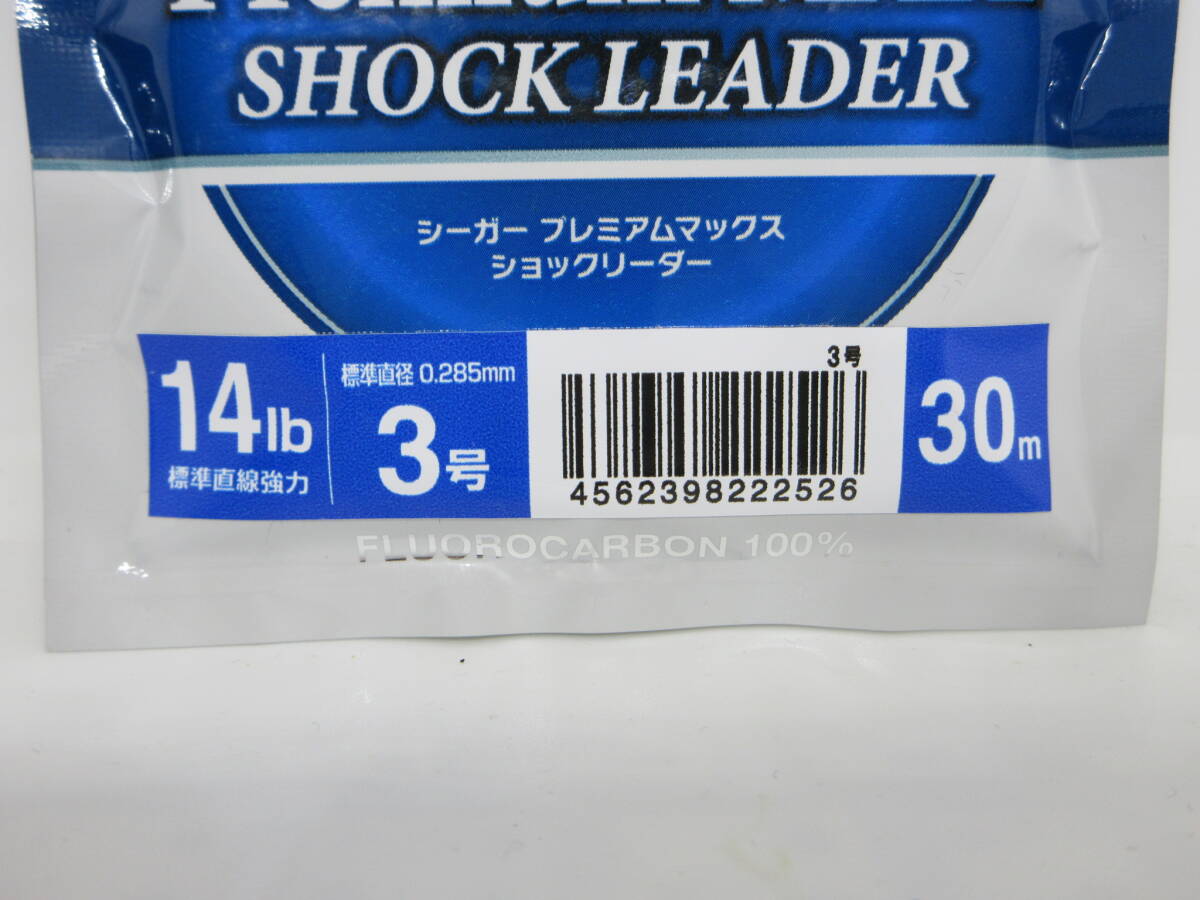 Premium MAX
SHOCK LEADER
シーガー プレミアムマックス
ショックリーダー
14lb
標準直線強力
標準直径 0.285mm
3号
3号
4562398222526
30m
FLUOROCARBON 100%